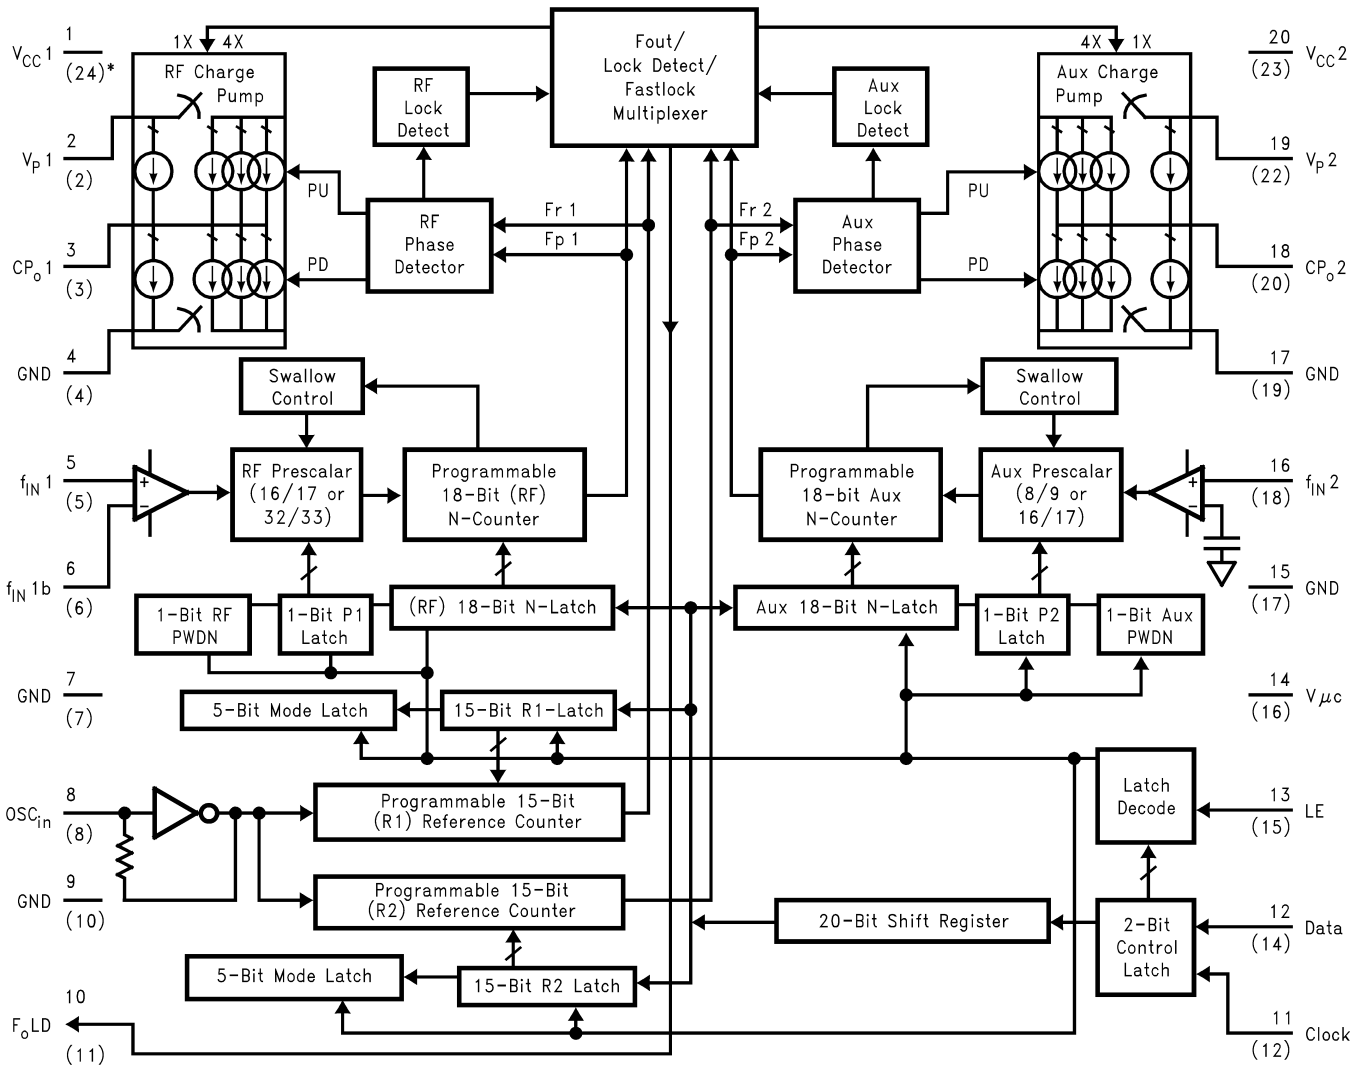 1
V_CC 1
(24)*
1X 4X
RF Charge
Pump
2
V_P 1
(2)
3
CP_o 1
(3)
4
GND
(4)
PU
PD
RF
Lock
Detect
RF
Phase
Detector
Fr 1
Fp 1
Fout/
Lock Detect/
Fastlock
Multiplexer
Aux
Lock
Detect
Aux
Phase
Detector
Fr 2
Fp 2
PU
PD
4X 1X
Aux Charge
Pump
20
V_CC 2
(23)
19
V_P 2
(22)
18
CP_o 2
(20)
17
GND
(19)
Swallow
Control
5
f_IN 1
(5)
+
−
6
f_IN 1b
(6)
RF Prescalar
(16/17 or
32/33)
Programmable
18-Bit (RF)
N-Counter
Swallow
Control
Programmable
18-bit Aux
N-Counter
Aux Prescalar
(8/9 or
16/17)
+
−
16
f_IN 2
(18)
15
GND
(17)
1-Bit RF
PWDN
1-Bit P1
Latch
(RF) 18-Bit N-Latch
Aux 18-Bit N-Latch
1-Bit P2
Latch
1-Bit Aux
PWDN
7
GND
(7)
5-Bit Mode Latch
15-Bit R1-Latch
14
V μc
(16)
8
OSC_in
(8)
Programmable 15-Bit
(R1) Reference Counter
Latch
Decode
13
LE
(15)
9
GND
(10)
Programmable 15-Bit
(R2) Reference Counter
20-Bit Shift Register
2-Bit
Control
Latch
12
Data
(14)
5-Bit Mode Latch
15-Bit R2 Latch
10
F_oLD
(11)
11
Clock
(12)